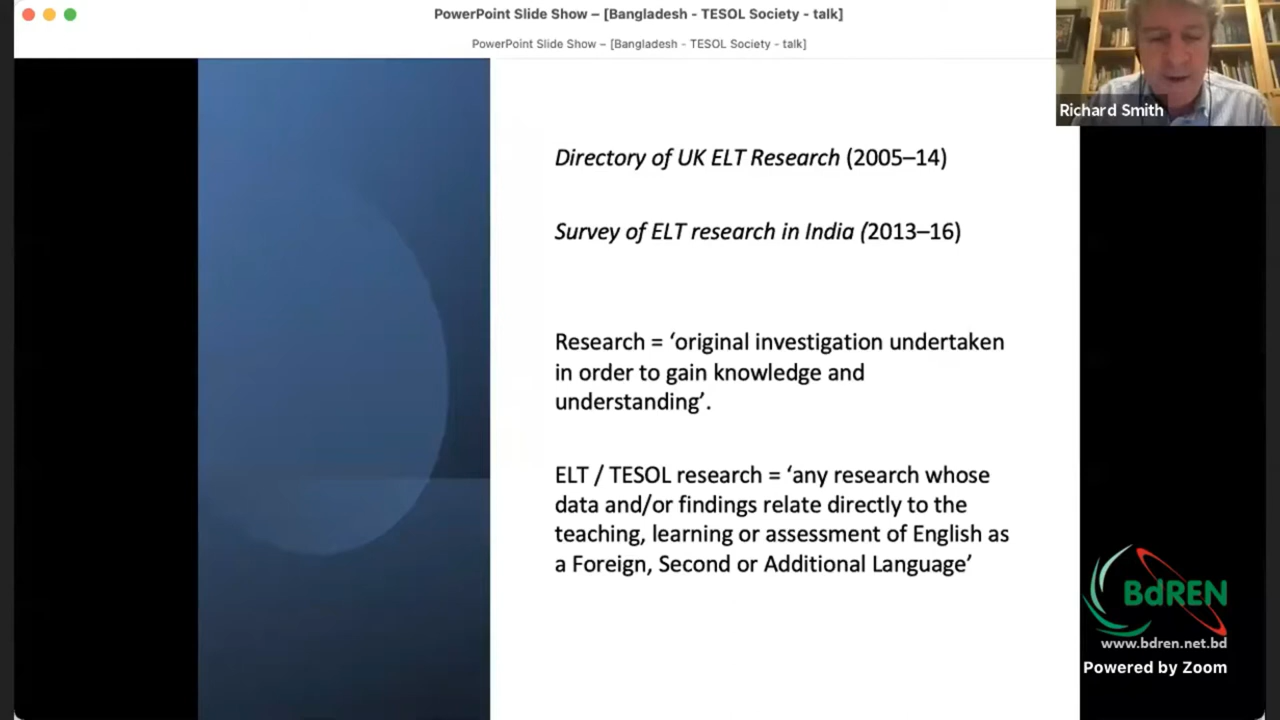 PowerPoint Slide Show – [Bangladesh - TESOL Society - talk]
PowerPoint Slide Show – [Bangladesh - TESOL Society - talk]
Richard Smith
Directory of UK ELT Research (2005–14)
Survey of ELT research in India (2013–16)
Research = ‘original investigation undertaken
in order to gain knowledge and
understanding’.
ELT / TESOL research = ‘any research whose
data and/or findings relate directly to the
teaching, learning or assessment of English as
a Foreign, Second or Additional Language’
BdREN
www.bdren.net.bd
Powered by Zoom